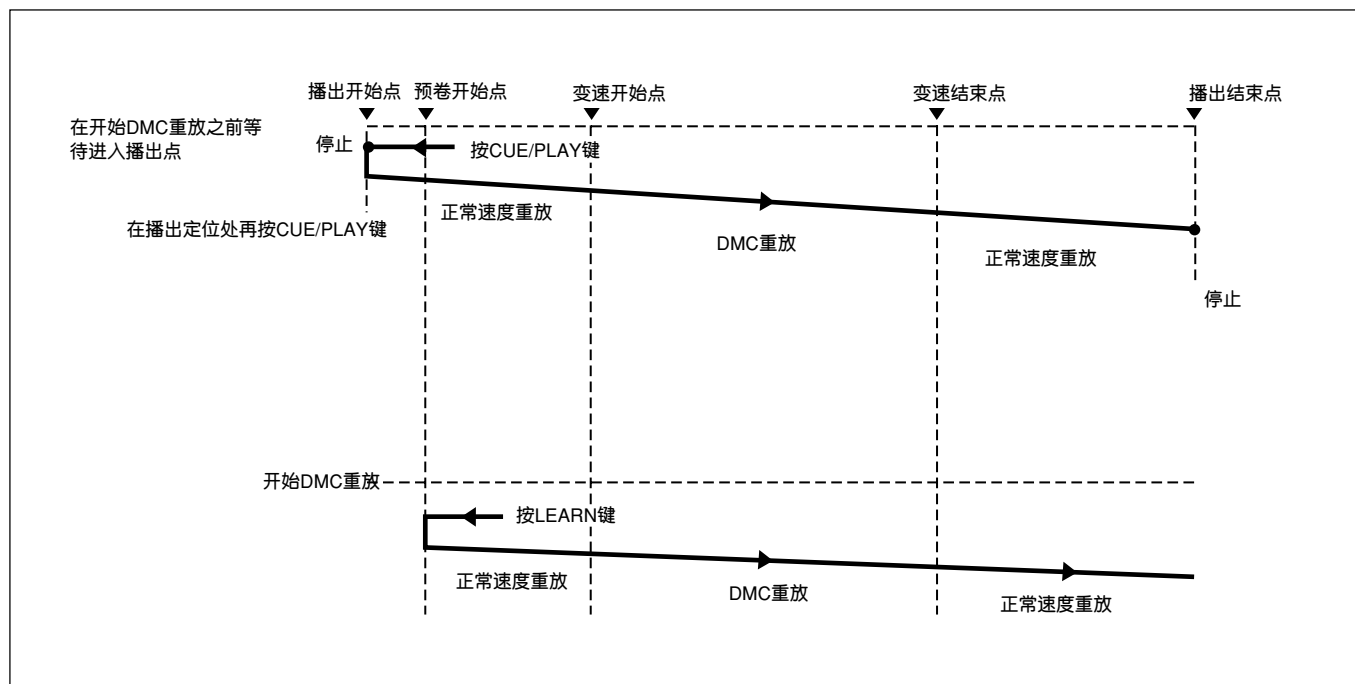 播出开始点
预卷开始点
变速开始点
变速结束点
播出结束点
在开始DMC重放之前等
待进入播出点
停止
按CUE/PLAY键
正常速度重放
在播出定位处再按CUE/PLAY键
DMC重放
正常速度重放
停止
开始DMC重放
按LEARN键
正常速度重放
DMC重放
正常速度重放